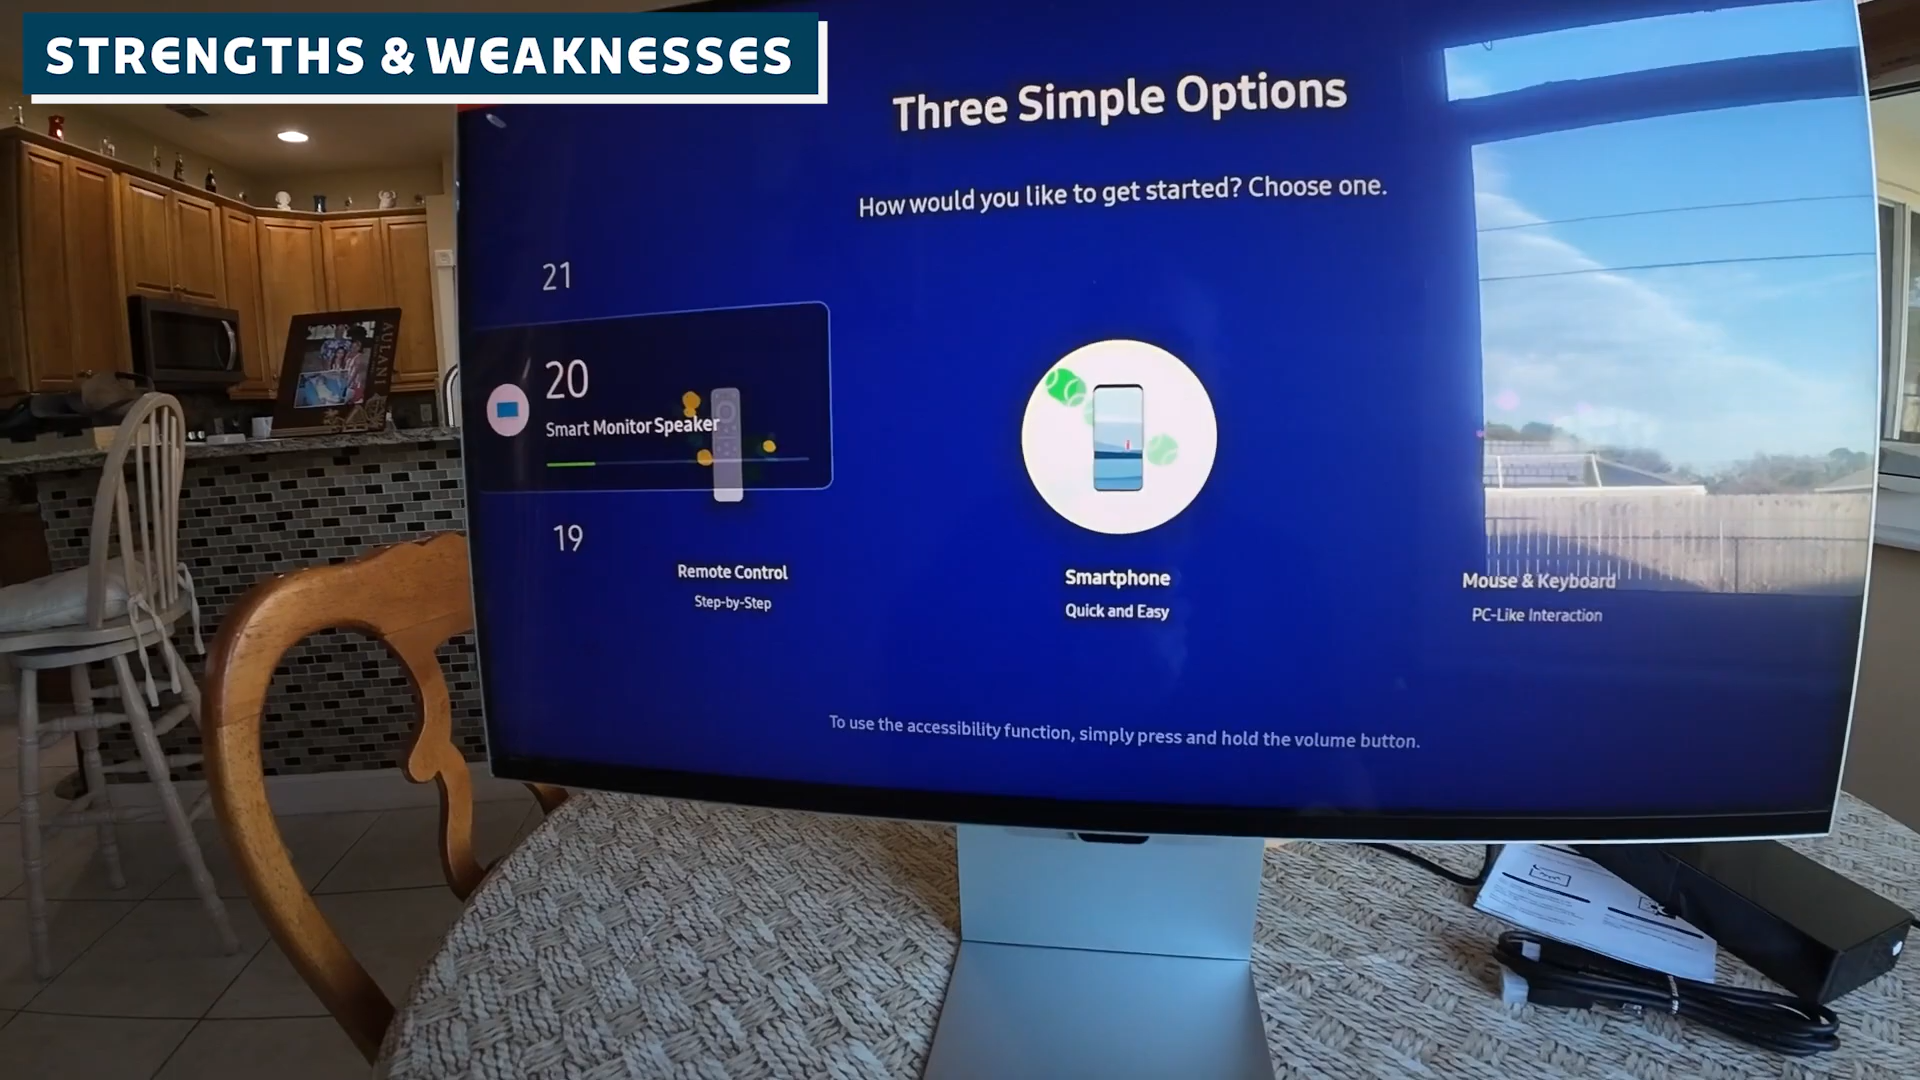 STRENGTHS & WEAKNESSES
Three Simple Options
How would you like to get started? Choose one.
21
20
Smart Monitor Speaker
19
Remote Control
Step-by-Step
Smartphone
Quick and Easy
Mouse & Keyboard
PC-Like Interaction
To use the accessibility function, simply press and hold the volume button.
AULANI